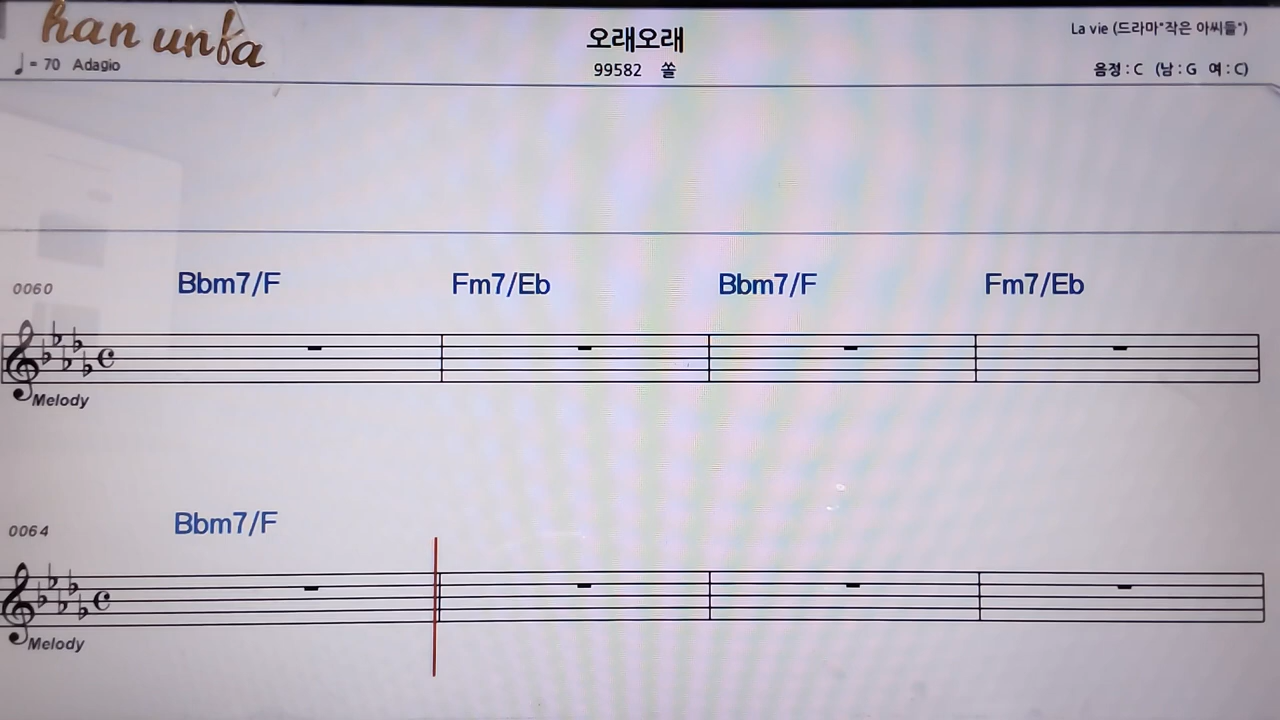 han unba
오래오래
La vie (드라마"작은 아씨들")
♩= 70 Adagio
99582 쏠
음정 : C (남 : G 여 : C)
0060
Bbm7/F Fm7/Eb Bbm7/F Fm7/Eb
Melody
0064
Bbm7/F
Melody